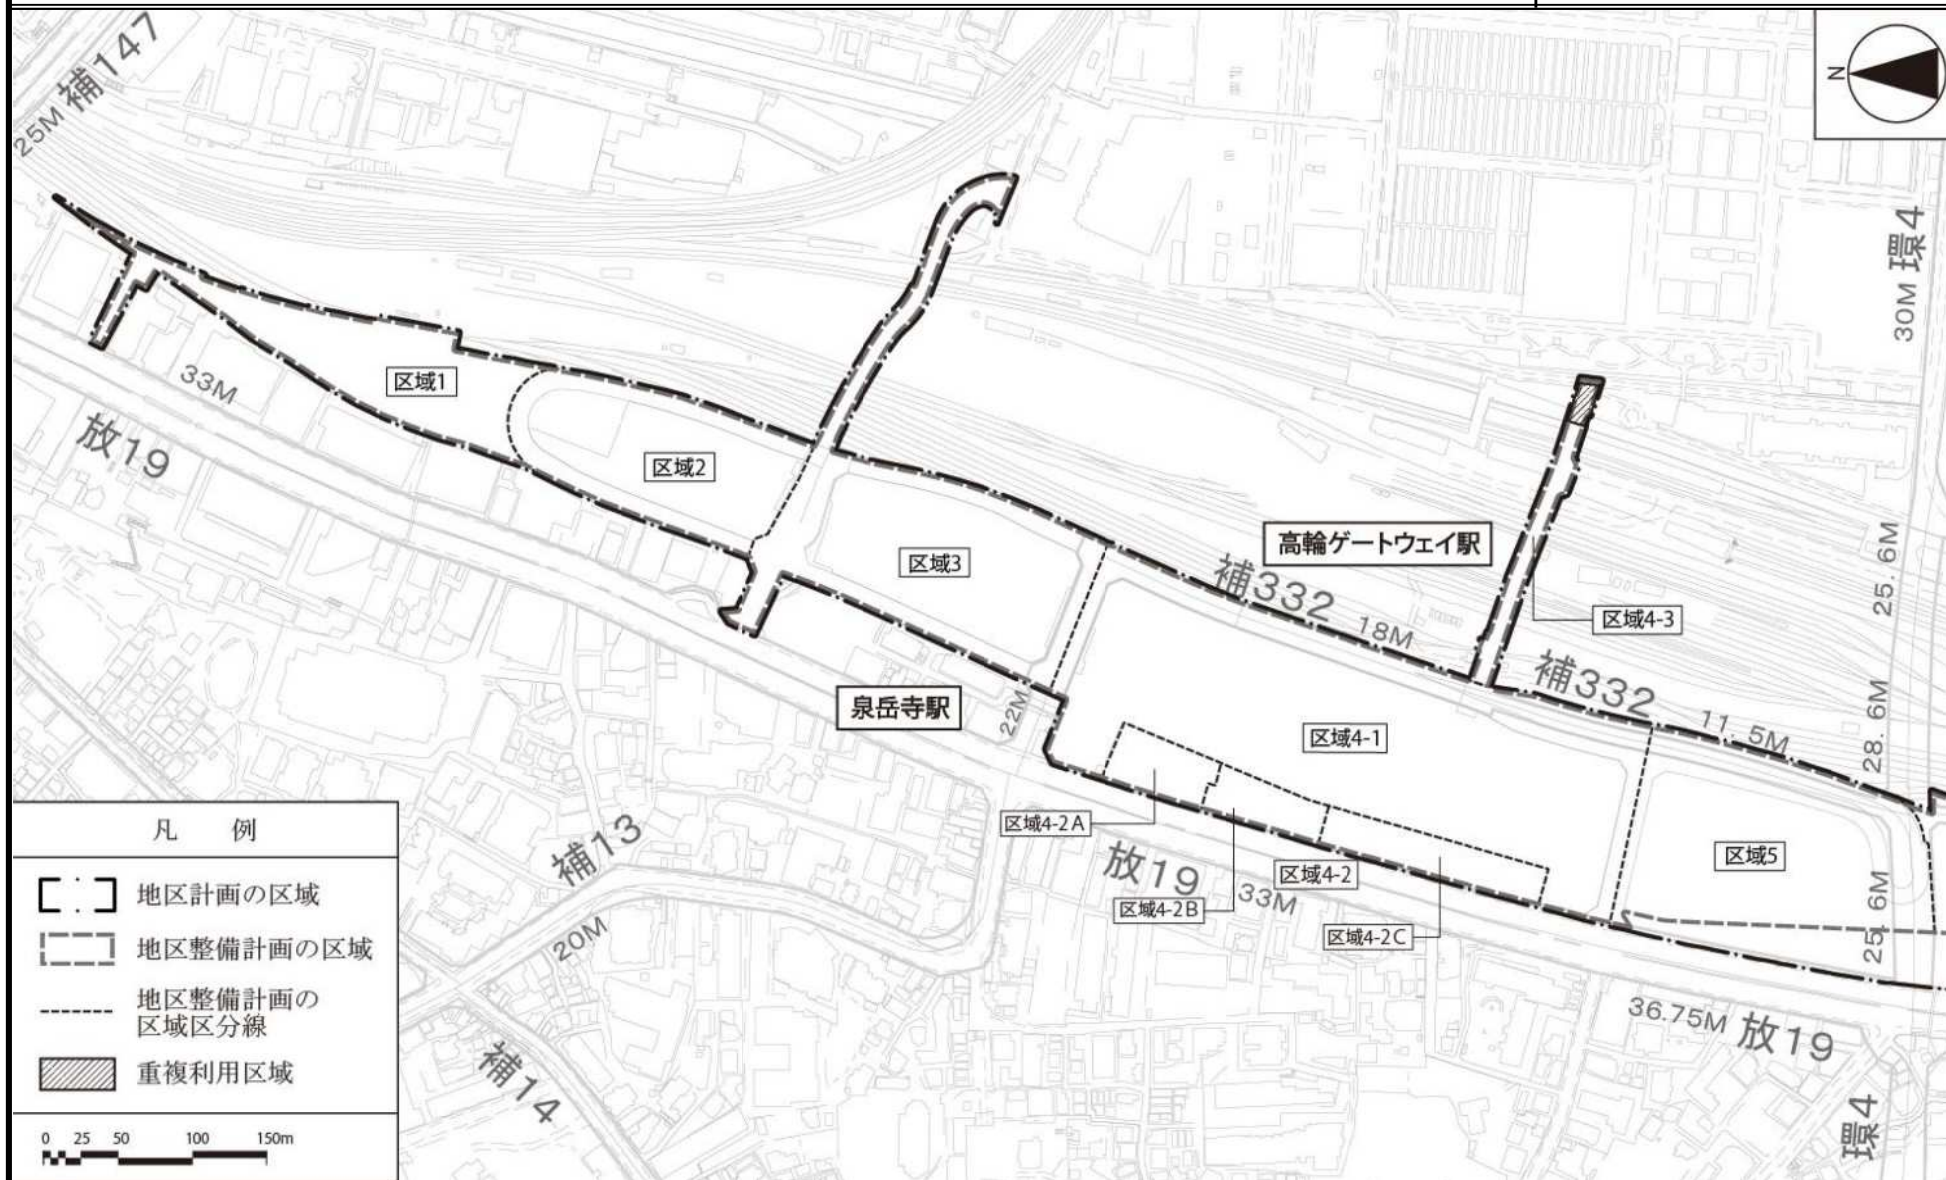 補147
25M
N
環4
30M
33M
放19
区域1
区域2
区域3
高輪ゲートウェイ駅
補332
18M
区域4-3
補332
11.5M
25.6M
28.6M
泉岳寺駅
22M
区域4-1
区域4-2A
区域4-2B
区域4-2
区域4-2C
放19
33M
区域5
25.6M
36.75M
放19
環4
補13
20M
補14
凡 例
地区計画の区域
地区整備計画の区域
地区整備計画の
区域区分線
重複利用区域
0 25 50 100 150m